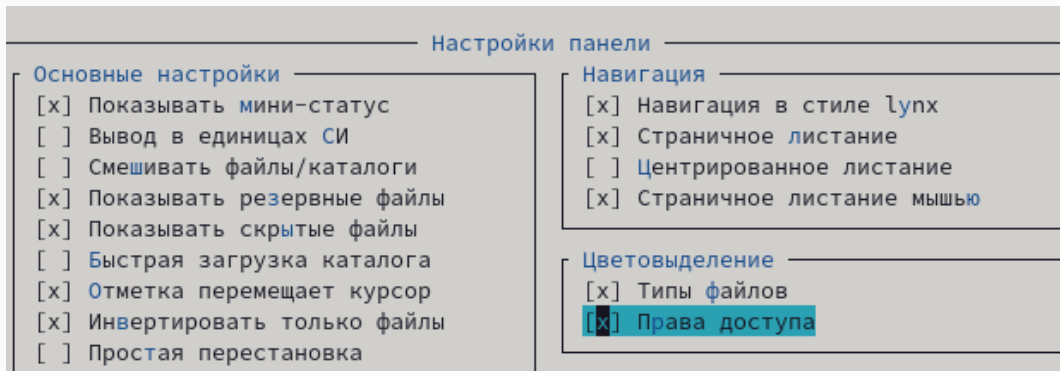 Настройки панели
Основные настройки
[x] Показывать мини-статус
[ ] Вывод в единицах СИ
[ ] Смешивать файлы/каталоги
[x] Показывать резервные файлы
[x] Показывать скрытые файлы
[ ] Быстрая загрузка каталога
[x] Отметка перемещает курсор
[x] Инвертировать только файлы
[ ] Простая перестановка
Навигация
[x] Навигация в стиле lynx
[x] Страничное листание
[ ] Центрированное листание
[x] Страничное листание мышью
Цветовыделение
[x] Типы файлов
[x] Права доступа